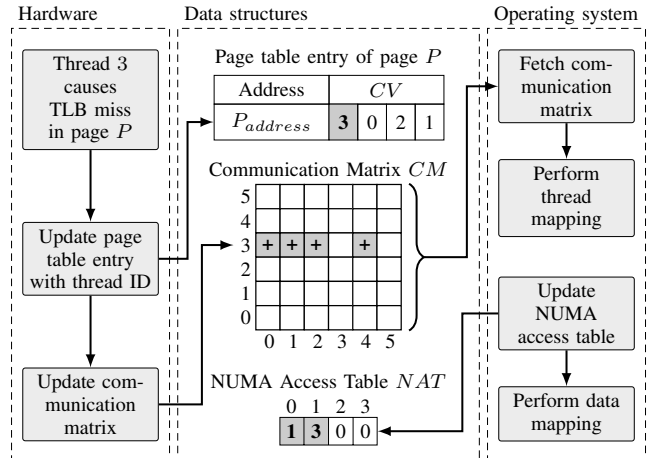 Hardware
Data structures
Operating system
Thread 3
causes
TLB miss
in page P
Update page
table entry
with thread ID
Update com-
munication
matrix
Page table entry of page P
Address CV
P_address 3 0 2 1
Communication Matrix CM
5
4
3 + + + +
2
1
0
0 1 2 3 4 5
NUMA Access Table NAT
0 1 2 3
1 3 0 0
Fetch com-
munication
matrix
Perform
thread
mapping
Update
NUMA
access table
Perform data
mapping